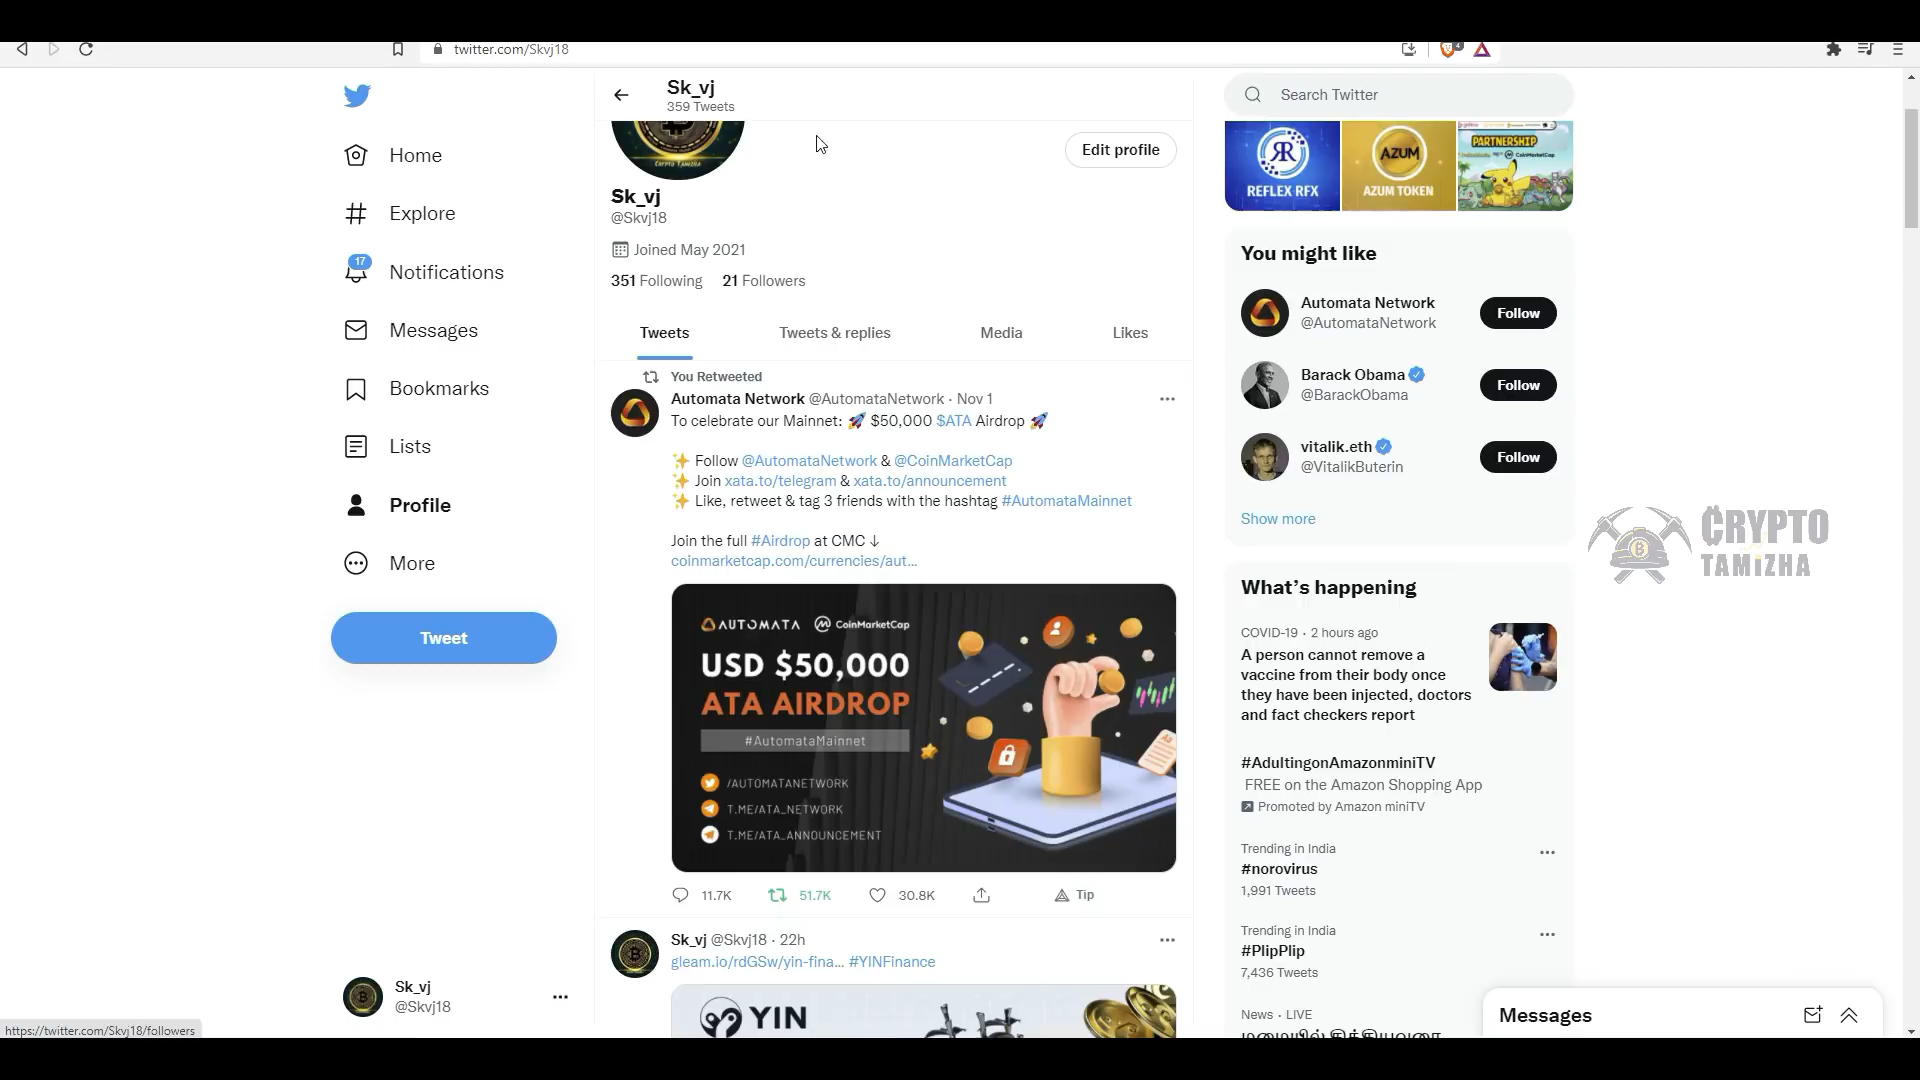 twitter.com/Skvj18
4
Sk_vj
359 Tweets
Search Twitter
Home
Explore
17
Notifications
Messages
Bookmarks
Lists
Profile
More
Tweet
Sk_vj
@Skvj18
CRYPTO TAMIZHA
Edit profile
Sk_vj
@Skvj18
Joined May 2021
351 Following 21 Followers
Tweets Tweets & replies Media Likes
You Retweeted
Automata Network @AutomataNetwork · Nov 1
To celebrate our Mainnet: 🚀 $50,000 $ATA Airdrop 🚀
✨ Follow @AutomataNetwork & @CoinMarketCap
✨ Join xata.to/telegram & xata.to/announcement
✨ Like, retweet & tag 3 friends with the hashtag #AutomataMainnet
Join the full #Airdrop at CMC ↓
coinmarketcap.com/currencies/aut...
AUTOMATA CoinMarketCap
USD $50,000
ATA AIRDROP
#AutomataMainnet
/AUTOMATANETWORK
T.ME/ATA_NETWORK
T.ME/ATA_ANNOUNCEMENT
11.7K 51.7K 30.8K Tip
Sk_vj @Skvj18 · 22h
gleam.io/rdGSw/yin-fina... #YINFinance
YIN
REFLEX RFX
AZUM
AZUM TOKEN
PARTNERSHIP
CoinMarketCap
You might like
Automata Network
@AutomataNetwork
Follow
Barack Obama
@BarackObama
Follow
vitalik.eth
@VitalikButerin
Follow
Show more
What's happening
COVID-19 · 2 hours ago
A person cannot remove a
vaccine from their body once
they have been injected, doctors
and fact checkers report
#AdultingonAmazonminiTV
FREE on the Amazon Shopping App
Promoted by Amazon miniTV
Trending in India
#norovirus
1,991 Tweets
Trending in India
#PlipPlip
7,436 Tweets
News · LIVE
Messages
CRYPTO
TAMIZHA
https://twitter.com/Skvj18/followers